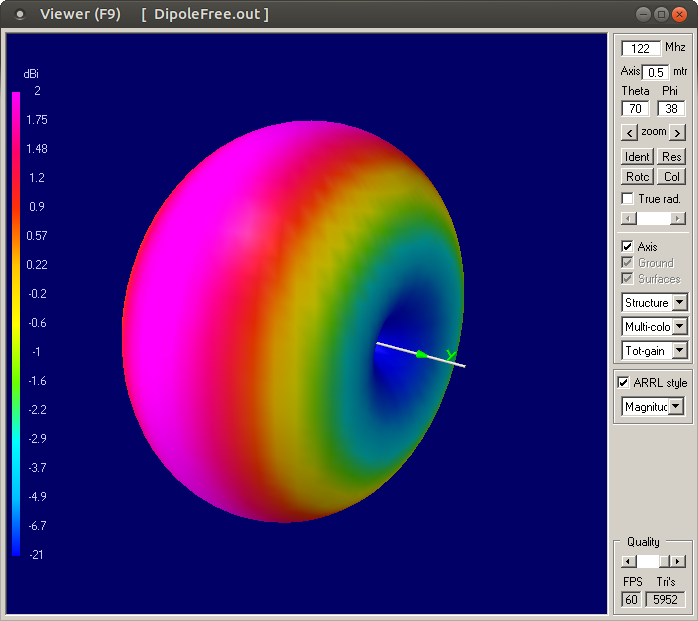 Viewer (F9) [ DipoleFree.out ]
dBi
2
1.75
1.48
1.2
0.9
0.57
0.22
-0.2
-0.6
-1
-1.6
-2.2
-2.9
-3.7
-4.9
-6.7
-21
Y
122 Mhz
Axis 0.5 mtr
Theta Phi
70 38
< zoom >
Ident Res
Rotc Col
True rad.
Axis
Ground
Surfaces
Structure
Multi-colo
Tot-gain
ARRL style
Magnituc
Quality
FPS Tri's
60 5952